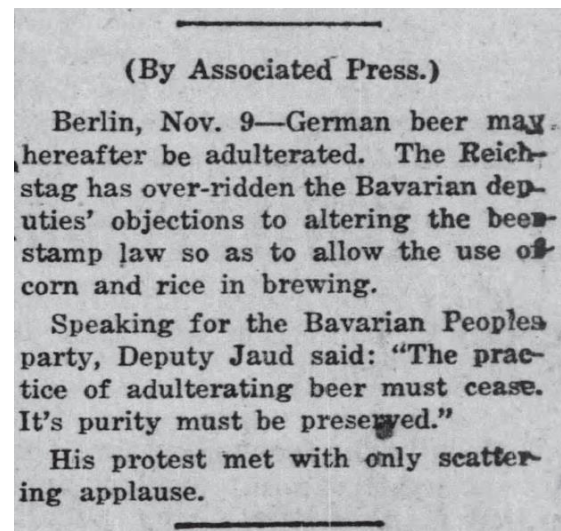 (By Associated Press.)
Berlin, Nov. 9—German beer may
hereafter be adulterated. The Reich-
stag has over-ridden the Bavarian dep-
uties' objections to altering the beer
stamp law so as to allow the use of
corn and rice in brewing.
Speaking for the Bavarian Peoples
party, Deputy Jaud said: "The prac-
tice of adulterating beer must cease.
It's purity must be preserved."
His protest met with only scatter-
ing applause.